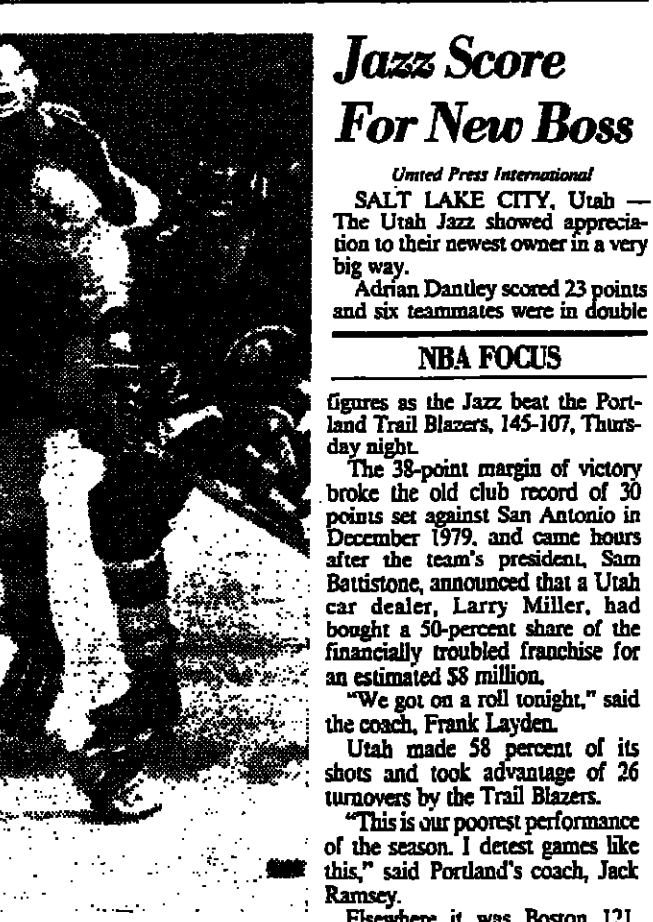 Jazz Score
For New Boss
United Press International
SALT LAKE CITY, Utah —
The Utah Jazz showed apprecia-
tion to their newest owner in a very
big way.
Adrian Dantley scored 23 points
and six teammates were in double
NBA FOCUS
figures as the Jazz beat the Port-
land Trail Blazers, 145-107, Thurs-
day night.
The 38-point margin of victory
broke the old club record of 30
points set against San Antonio in
December 1979, and came hours
after the team's president, Sam
Battistone, announced that a Utah
car dealer, Larry Miller, had
bought a 50-percent share of the
financially troubled franchise for
an estimated $8 million.
"We got on a roll tonight," said
the coach, Frank Layden.
Utah made 58 percent of its
shots and took advantage of 26
turnovers by the Trail Blazers.
"This is our poorest performance
of the season. I detest games like
this," said Portland's coach, Jack
Ramsey.
Elsewhere it was Boston 121,